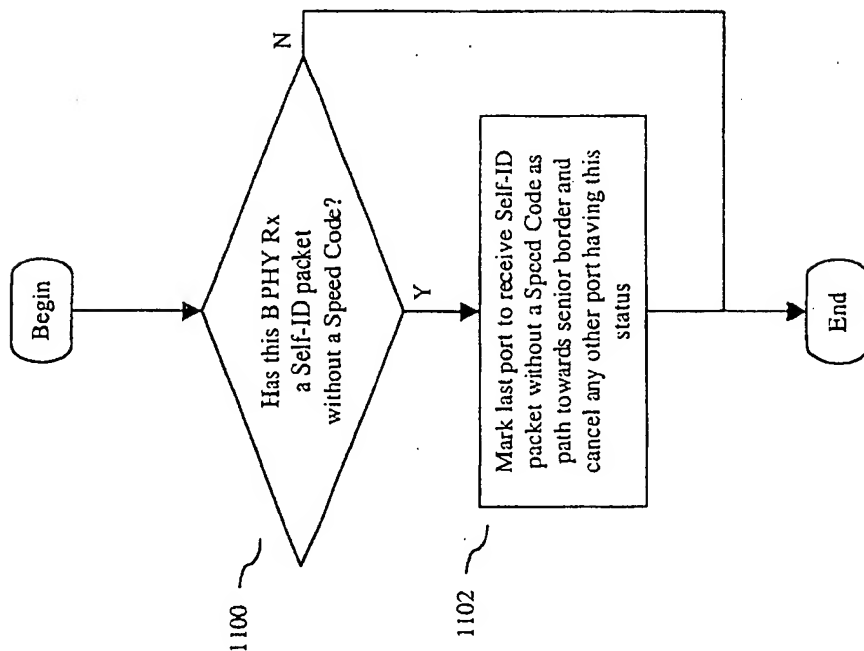 Begin
Has this B PHY Rx
a Self-ID packet
without a Speed Code?
N
Y
1100
Mark last port to receive Self-ID
packet without a Speed Code as
path towards senior border and
cancel any other port having this
status
1102
End